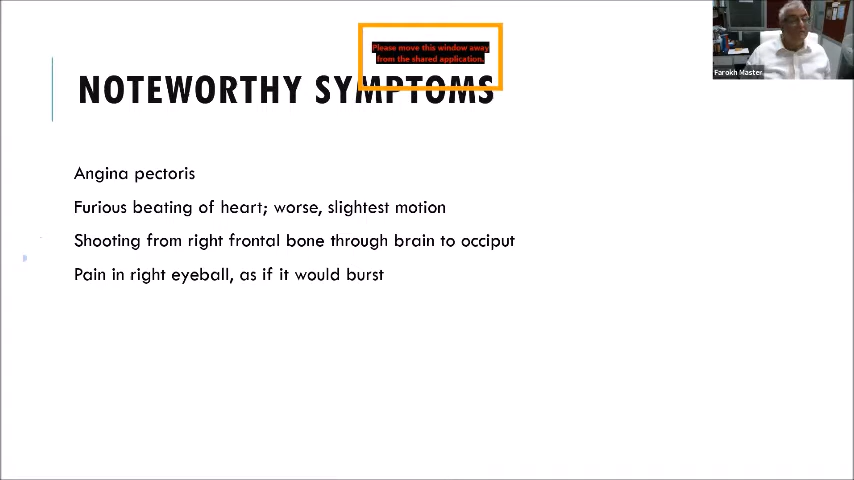 Please move this window away
from the shared application.
NOTEWORTHY SYMPTOMS
Farokh Master
Angina pectoris
Furious beating of heart; worse, slightest motion
Shooting from right frontal bone through brain to occiput
Pain in right eyeball, as if it would burst